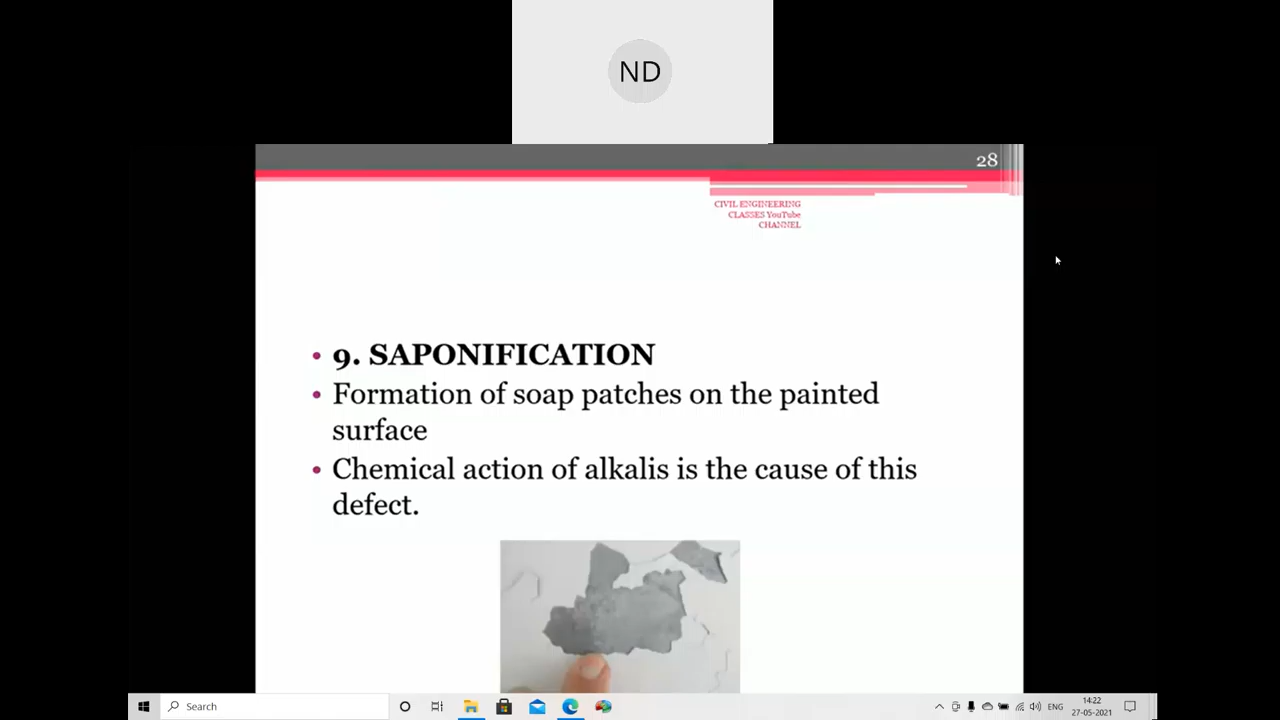 ND
28
CIVIL ENGINEERING
CLASSES YouTube
CHANNEL
• 9. SAPONIFICATION
• Formation of soap patches on the painted
surface
• Chemical action of alkalis is the cause of this
defect.
Search
ENG
14:22
27-05-2021